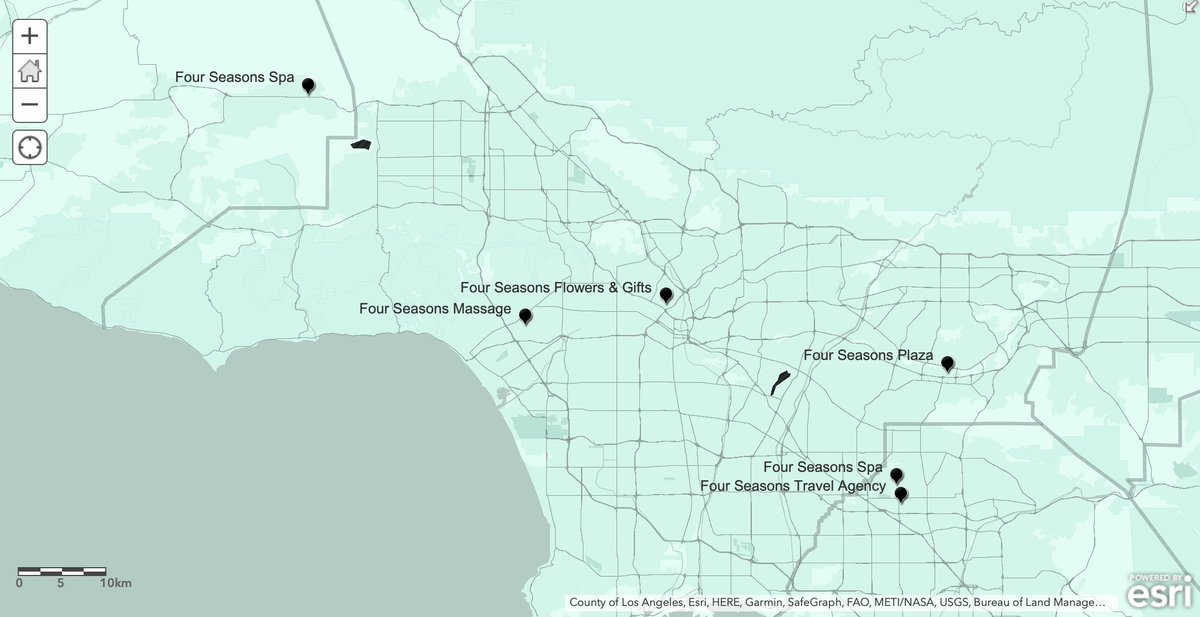 +
Four Seasons Spa
−
Four Seasons Flowers & Gifts
Four Seasons Massage
Four Seasons Plaza
Four Seasons Spa
Four Seasons Travel Agency
0 5 10km
County of Los Angeles, Esri, HERE, Garmin, SafeGraph, FAO, METI/NASA, USGS, Bureau of Land Manage…
POWERED BY
esri